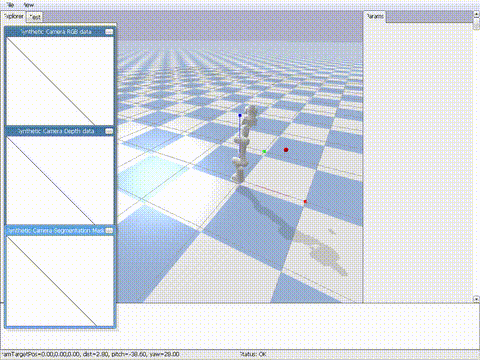 File View
Explorer Test Params
Synthetic Camera RGB data
Synthetic Camera Depth data
Synthetic Camera Segmentation Mask
CamTargetPos=0.00,0.00,0.00, dist=2.80, pitch=-38.60, yaw=28.00 Status: OK